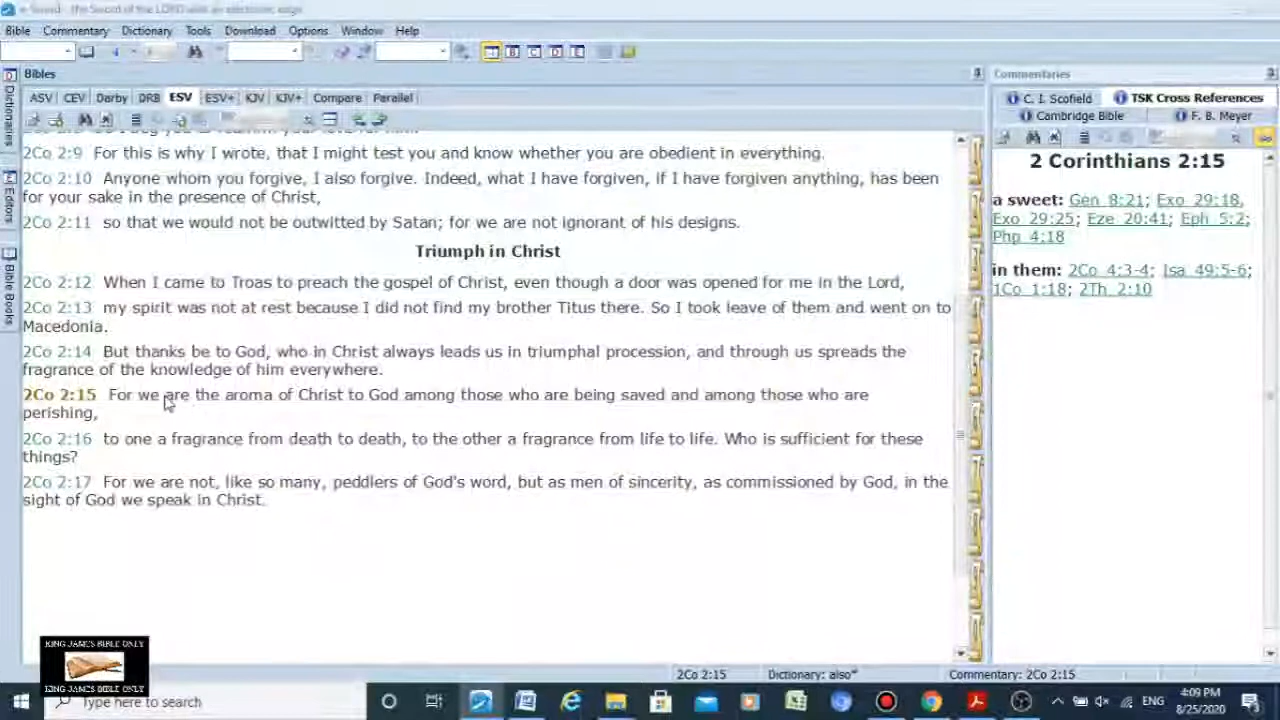 e-Sword - the Sword of the LORD with an electronic edge
Bible Commentary Dictionary Tools Download Options Window Help
Bibles
ASV CEV Darby DRB ESV ESV+ KJV KJV+ Compare Parallel
2Co 2:9 For this is why I wrote, that I might test you and know whether you are obedient in everything.
2Co 2:10 Anyone whom you forgive, I also forgive. Indeed, what I have forgiven, if I have forgiven anything, has been
for your sake in the presence of Christ,
2Co 2:11 so that we would not be outwitted by Satan; for we are not ignorant of his designs.
Triumph in Christ
2Co 2:12 When I came to Troas to preach the gospel of Christ, even though a door was opened for me in the Lord,
2Co 2:13 my spirit was not at rest because I did not find my brother Titus there. So I took leave of them and went on to
Macedonia.
2Co 2:14 But thanks be to God, who in Christ always leads us in triumphal procession, and through us spreads the
fragrance of the knowledge of him everywhere.
2Co 2:15 For we are the aroma of Christ to God among those who are being saved and among those who are
perishing,
2Co 2:16 to one a fragrance from death to death, to the other a fragrance from life to life. Who is sufficient for these
things?
2Co 2:17 For we are not, like so many, peddlers of God's word, but as men of sincerity, as commissioned by God, in the
sight of God we speak in Christ.
Dictionaries
Editors
Bible Books
Commentaries
C. I. Scofield TSK Cross References
Cambridge Bible F. B. Meyer
2 Corinthians 2:15
a sweet: Gen 8:21; Exo 29:18,
Exo 29:25; Eze 20:41; Eph 5:2;
Php 4:18
in them: 2Co 4:3-4; Isa 49:5-6;
1Co 1:18; 2Th 2:10
KING JAMES BIBLE ONLY
KING JAMES BIBLE ONLY
2Co 2:15 Dictionary: also* Commentary: 2Co 2:15
Type here to search
ENG
4:09 PM
8/25/2020